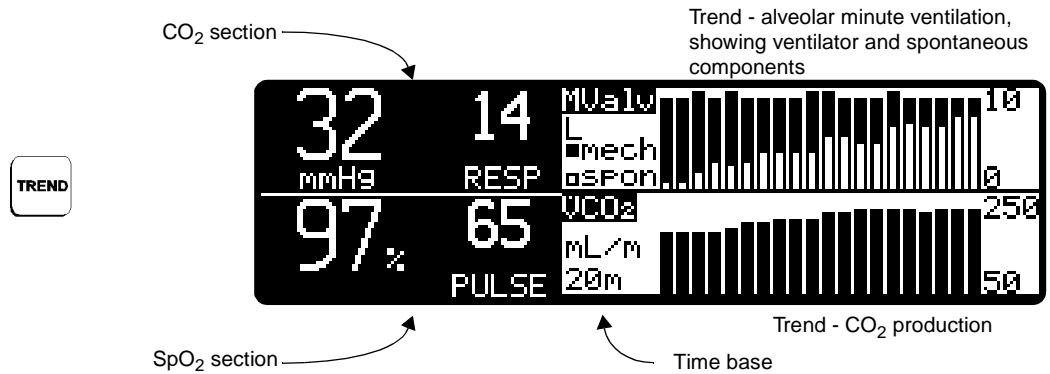 CO₂ section
Trend - alveolar minute ventilation,
showing ventilator and spontaneous
components
TREND
32
mmHg
14
RESP
MValv
L
mech
spon
10
0
97%
65
PULSE
VCO₂
mL/m
20m
250
50
Trend - CO₂ production
SpO₂ section
Time base